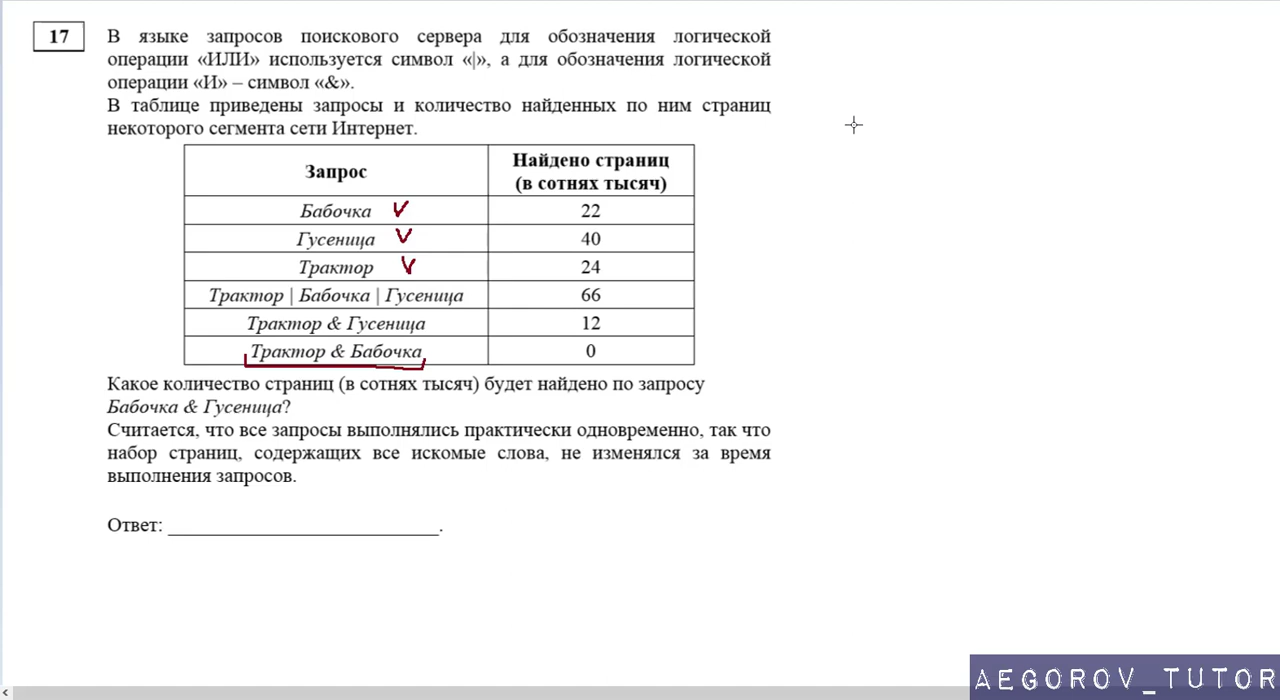 17
В языке запросов поискового сервера для обозначения логической
операции «ИЛИ» используется символ «|», а для обозначения логической
операции «И» – символ «&».
В таблице приведены запросы и количество найденных по ним страниц
некоторого сегмента сети Интернет.
Запрос
Найдено страниц
(в сотнях тысяч)
Бабочка 22
Гусеница 40
Трактор 24
Трактор | Бабочка | Гусеница 66
Трактор & Гусеница 12
Трактор & Бабочка 0
Какое количество страниц (в сотнях тысяч) будет найдено по запросу
Бабочка & Гусеница?
Считается, что все запросы выполнялись практически одновременно, так что
набор страниц, содержащих все искомые слова, не изменялся за время
выполнения запросов.
Ответ: ___________________________.
AEGOROV_TUTOR